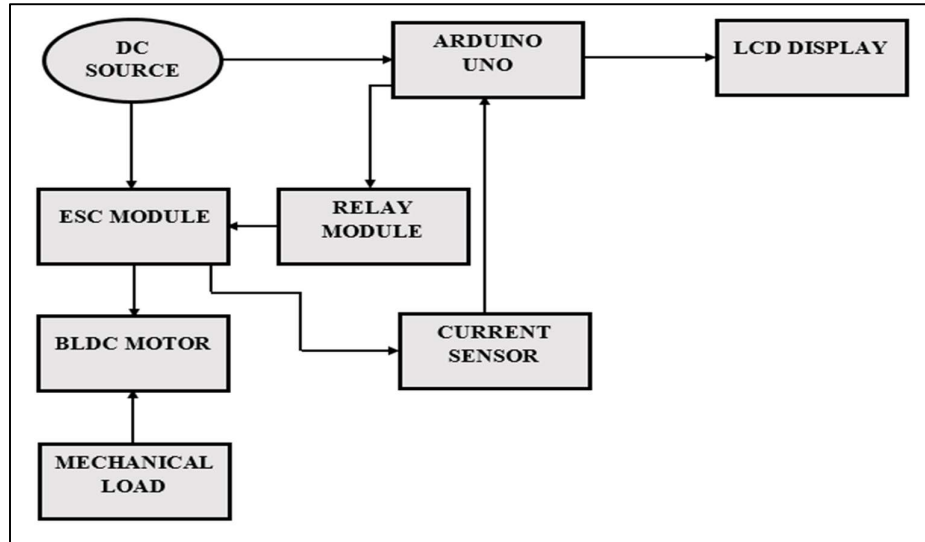 DC
SOURCE
ARDUINO
UNO
LCD DISPLAY
ESC MODULE
RELAY
MODULE
BLDC MOTOR
CURRENT
SENSOR
MECHANICAL
LOAD